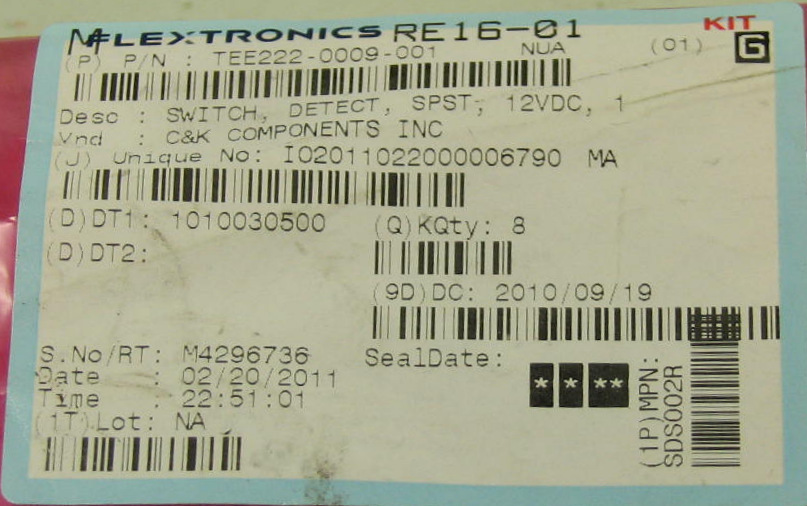 FLEXTRONICS RE16-01 KIT
(P) P/N : TEE222-0009-001 NUA (01) G
Desc : SWITCH, DETECT, SPST, 12VDC, 1
Vnd : C&K COMPONENTS INC
(J) Unique No: I02011022000006790 MA
(D)DT1: 1010030500 (Q)KQty: 8
(D)DT2:
(9D)DC: 2010/09/19
S.No/RT: M4296736 SealDate:
Date : 02/20/2011
Time : 22:51:01
* * **
(1T)Lot: NA
(1P)MPN:
SDS002R